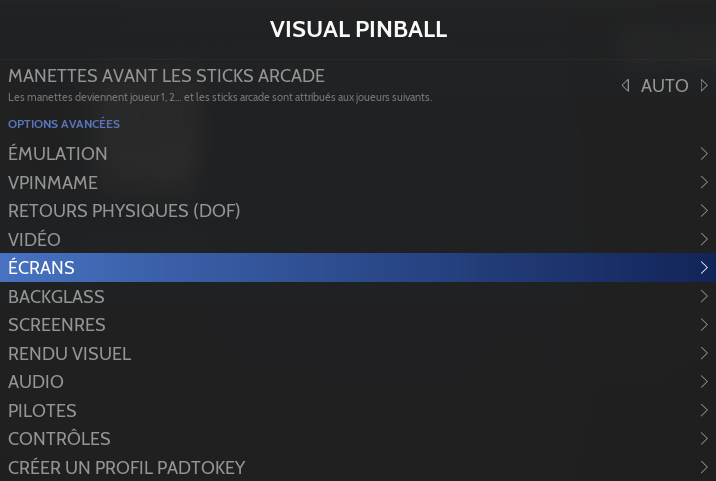 VISUAL PINBALL
MANETTES AVANT LES STICKS ARCADE
AUTO
Les manettes deviennent joueur 1, 2... et les sticks arcade sont attribués aux joueurs suivants.
OPTIONS AVANCÉES
ÉMULATION
VPINMAME
RETOURS PHYSIQUES (DOF)
VIDÉO
ÉCRANS
BACKGLASS
SCREENRES
RENDU VISUEL
AUDIO
PILOTES
CONTRÔLES
CRÉER UN PROFIL PADTOKEY